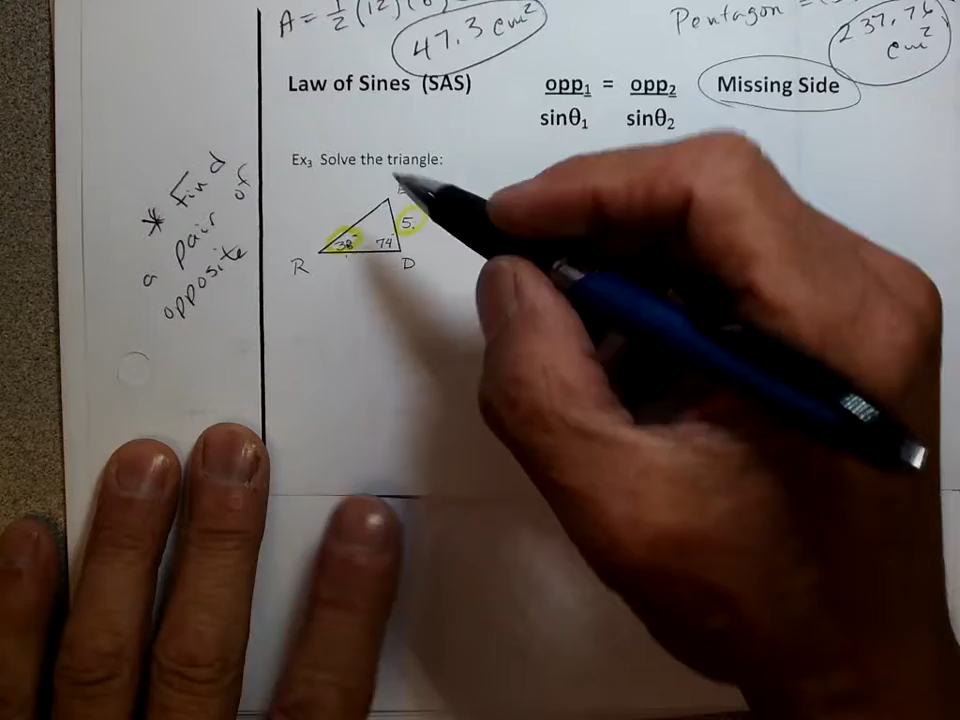 A = 1/2 (12) (
47.3 cm²
Pentagon =
237.76 cm²
Law of Sines (SAS)
opp₁ = opp₂
sinθ₁ sinθ₂
Missing Side
Ex₃ Solve the triangle:
* Find
a pair of
opposite
5.
38° 74°
R D